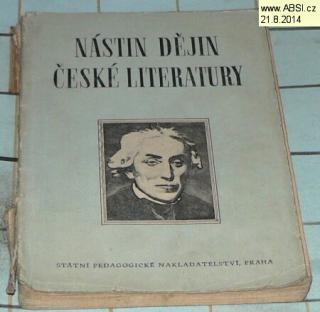 www.ABSI.cz
21.8.2014
NÁSTIN DĚJIN
ČESKÉ LITERATURY
STÁTNÍ PEDAGOGICKÉ NAKLADATELSTVÍ, PRAHA